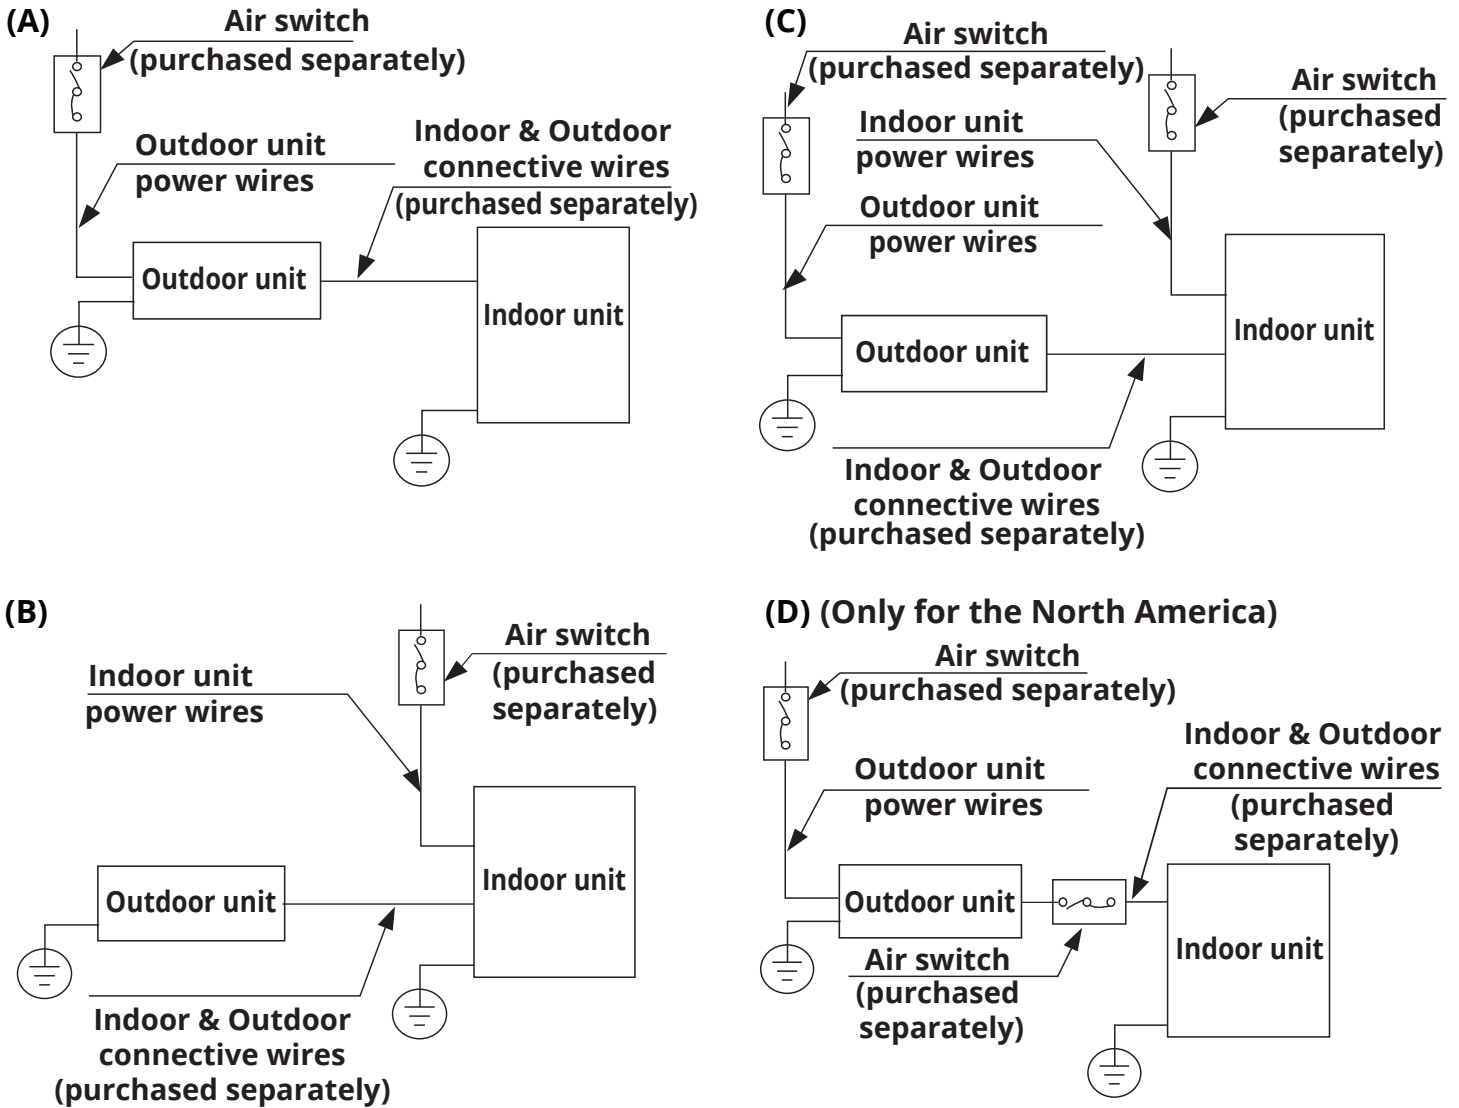 (A)
Air switch
(purchased separately)
Outdoor unit
power wires
Indoor & Outdoor
connective wires
(purchased separately)
Outdoor unit
Indoor unit
(C)
Air switch
(purchased separately)
Air switch
(purchased
separately)
Indoor unit
power wires
Outdoor unit
power wires
Outdoor unit
Indoor unit
Indoor & Outdoor
connective wires
(purchased separately)
(B)
Air switch
(purchased
separately)
Indoor unit
power wires
Outdoor unit
Indoor unit
Indoor & Outdoor
connective wires
(purchased separately)
(D) (Only for the North America)
Air switch
(purchased separately)
Outdoor unit
power wires
Indoor & Outdoor
connective wires
(purchased
separately)
Outdoor unit
Indoor unit
Air switch
(purchased
separately)